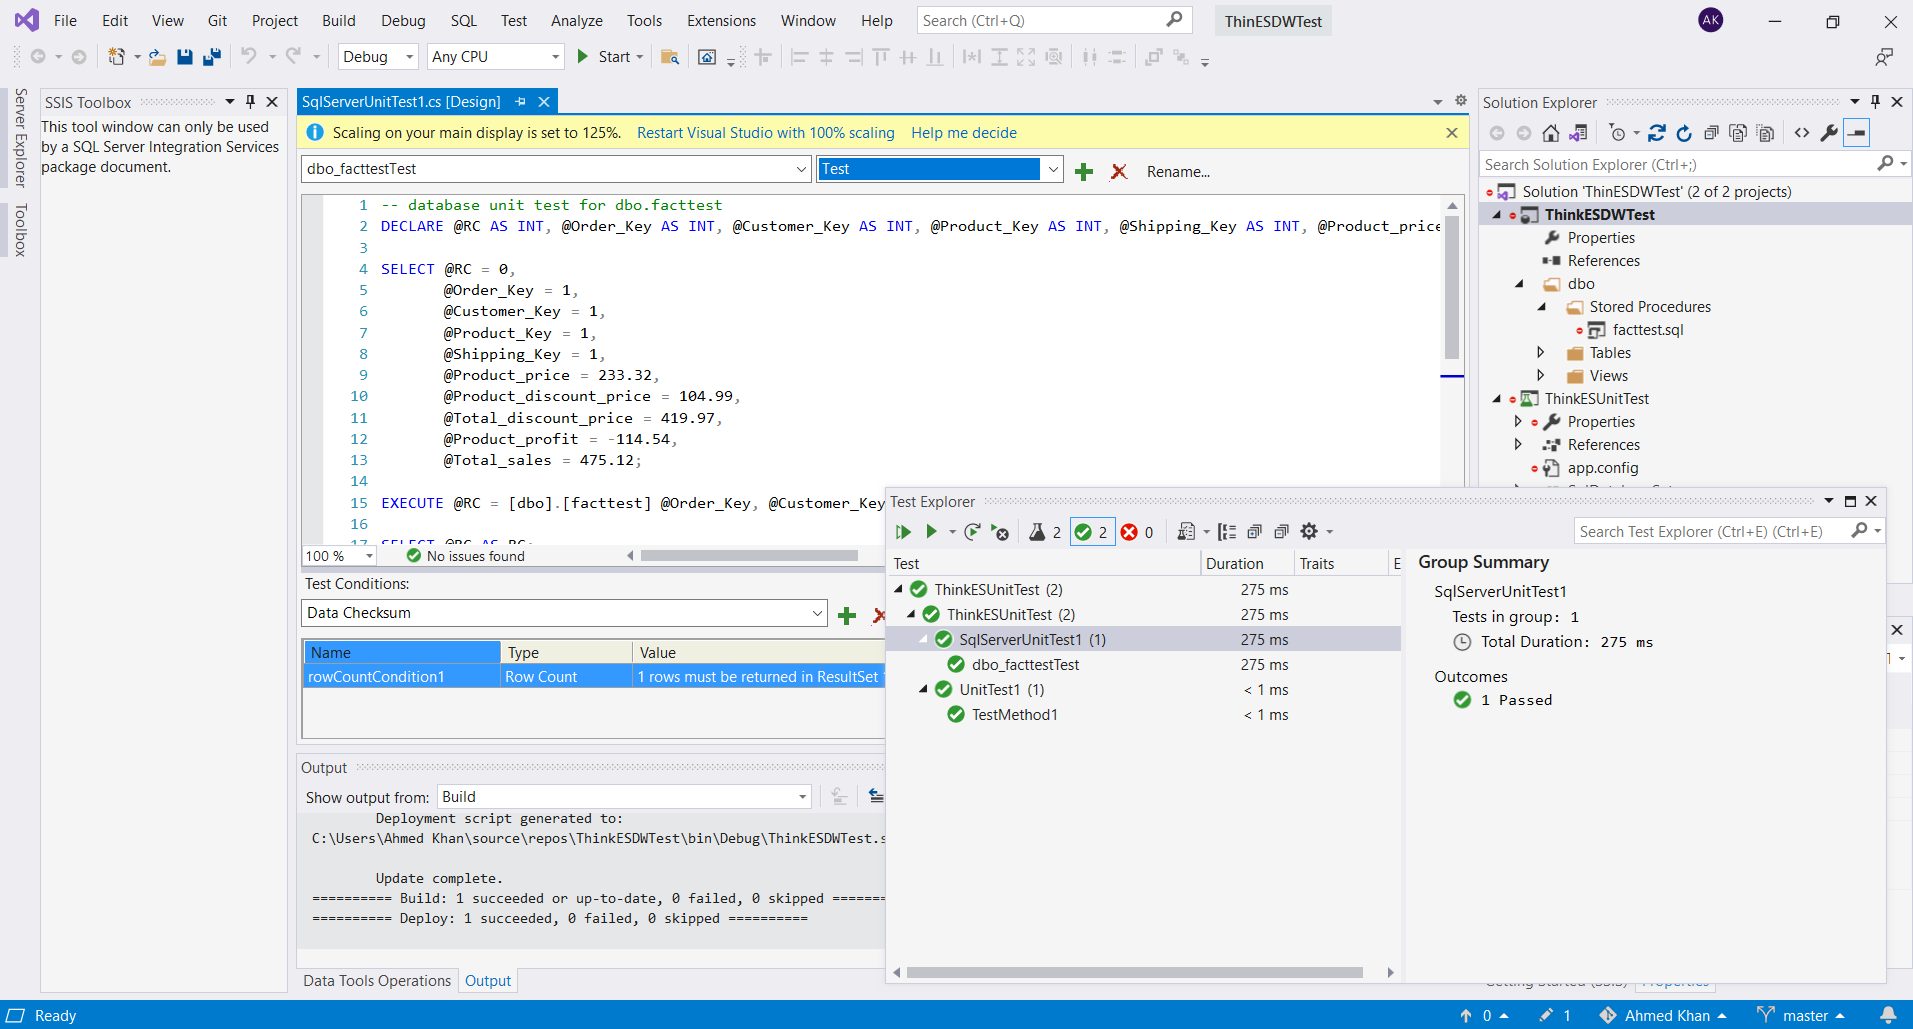 File Edit View Git Project Build Debug SQL Test Analyze Tools Extensions Window Help Search (Ctrl+Q) ThinESDWTest AK
Debug Any CPU Start
Server Explorer
Toolbox
SSIS Toolbox
This tool window can only be used
by a SQL Server Integration Services
package document.
SqlServerUnitTest1.cs [Design]
Scaling on your main display is set to 125%. Restart Visual Studio with 100% scaling Help me decide
dbo_facttestTest Test Rename...
1 -- database unit test for dbo.facttest
2 DECLARE @RC AS INT, @Order_Key AS INT, @Customer_Key AS INT, @Product_Key AS INT, @Shipping_Key AS INT, @Product_price
3
4 SELECT @RC = 0,
5 @Order_Key = 1,
6 @Customer_Key = 1,
7 @Product_Key = 1,
8 @Shipping_Key = 1,
9 @Product_price = 233.32,
10 @Product_discount_price = 104.99,
11 @Total_discount_price = 419.97,
12 @Product_profit = -114.54,
13 @Total_sales = 475.12;
14
15 EXECUTE @RC = [dbo].[facttest] @Order_Key, @Customer_Key
16
17 SELECT @RC AS RC;
100 % No issues found
Test Conditions:
Data Checksum
Name Type Value
rowCountCondition1 Row Count 1 rows must be returned in ResultSet
Output
Show output from: Build
Deployment script generated to:
C:\Users\Ahmed Khan\source\repos\ThinkESDWTest\bin\Debug\ThinkESDWTest.s
Update complete.
========== Build: 1 succeeded or up-to-date, 0 failed, 0 skipped =======
========== Deploy: 1 succeeded, 0 failed, 0 skipped ==========
Data Tools Operations Output
Solution Explorer
Search Solution Explorer (Ctrl+;)
Solution 'ThinESDWTest' (2 of 2 projects)
ThinkESDWTest
Properties
References
dbo
Stored Procedures
facttest.sql
Tables
Views
ThinkESUnitTest
Properties
References
app.config
Test Explorer
2 2 0 Search Test Explorer (Ctrl+E) (Ctrl+E)
Test Duration Traits E
ThinkESUnitTest (2) 275 ms
ThinkESUnitTest (2) 275 ms
SqlServerUnitTest1 (1) 275 ms
dbo_facttestTest 275 ms
UnitTest1 (1) < 1 ms
TestMethod1 < 1 ms
Group Summary
SqlServerUnitTest1
Tests in group: 1
Total Duration: 275 ms
Outcomes
1 Passed
Getting Started (SSIS) Properties
Ready 0 1 Ahmed Khan master